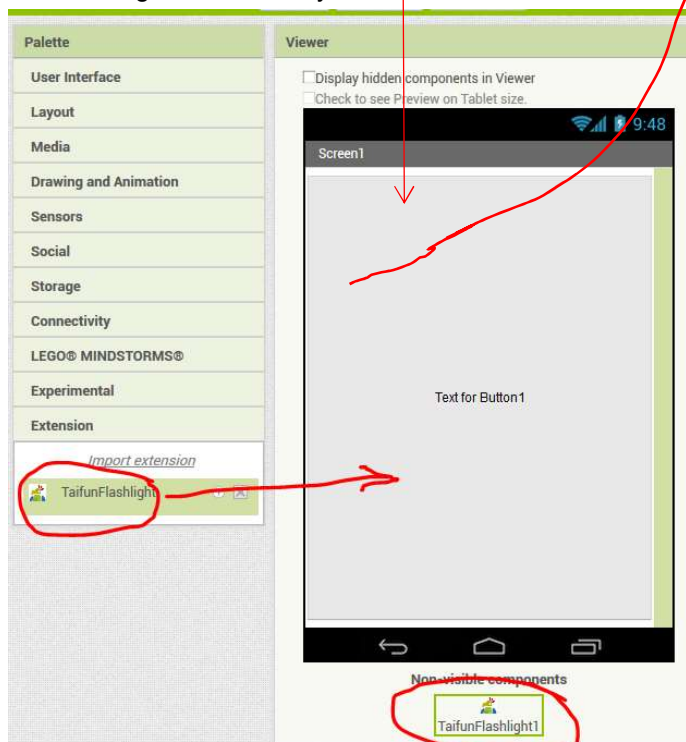 Palette
User Interface
Layout
Media
Drawing and Animation
Sensors
Social
Storage
Connectivity
LEGO® MINDSTORMS®
Experimental
Extension
Import extension
TaifunFlashlight
Viewer
Display hidden components in Viewer
Check to see Preview on Tablet size.
9:48
Screen1
Text for Button1
Non-visible components
TaifunFlashlight1